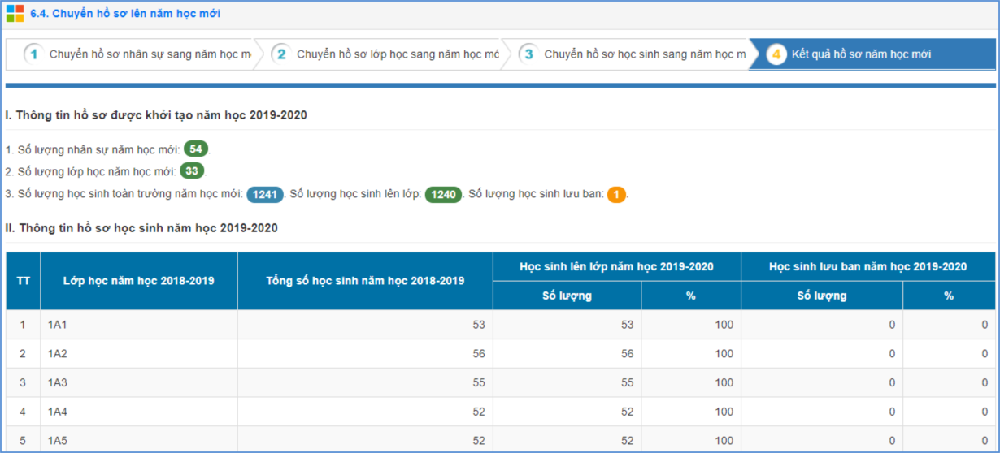 6.4. Chuyển hồ sơ lên năm học mới
1 Chuyển hồ sơ nhân sự sang năm học m
2 Chuyển hồ sơ lớp học sang năm học mớ
3 Chuyển hồ sơ học sinh sang năm học m
4 Kết quả hồ sơ năm học mới
I. Thông tin hồ sơ được khởi tạo năm học 2019-2020
1. Số lượng nhân sự năm học mới: 54.
2. Số lượng lớp học năm học mới: 33.
3. Số lượng học sinh toàn trường năm học mới: 1241. Số lượng học sinh lên lớp: 1240. Số lượng học sinh lưu ban: 1.
II. Thông tin hồ sơ học sinh năm học 2019-2020
TT Lớp học năm học 2018-2019 Tổng số học sinh năm học 2018-2019 Học sinh lên lớp năm học 2019-2020 Học sinh lưu ban năm học 2019-2020
Số lượng % Số lượng %
1 1A1 53 53 100 0 0
2 1A2 56 56 100 0 0
3 1A3 55 55 100 0 0
4 1A4 52 52 100 0 0
5 1A5 52 52 100 0 0